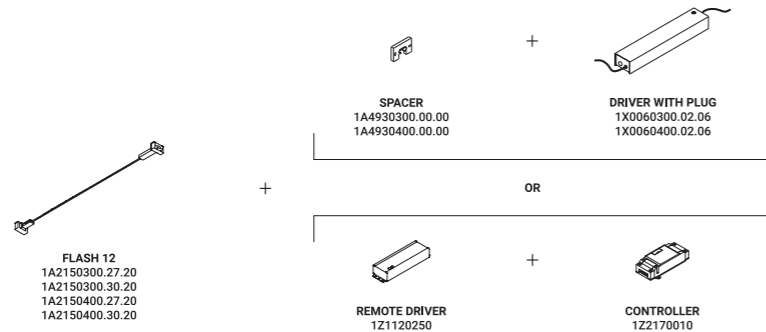 +
SPACER
1A4930300.00.00
1A4930400.00.00
DRIVER WITH PLUG
1X0060300.02.06
1X0060400.02.06
+
OR
FLASH 12
1A2150300.27.20
1A2150300.30.20
1A2150400.27.20
1A2150400.30.20
+
REMOTE DRIVER
1Z1120250
CONTROLLER
1Z2170010